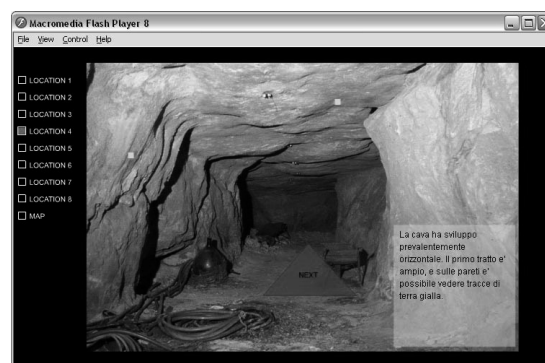 Macromedia Flash Player 8
File View Control Help
LOCATION 1
LOCATION 2
LOCATION 3
LOCATION 4
LOCATION 5
LOCATION 6
LOCATION 7
LOCATION 8
MAP
NEXT
La cava ha sviluppo
prevalentemente
orizzontale. Il primo tratto e'
ampio, e sulle pareti e'
possibile vedere tracce di
terra gialla.